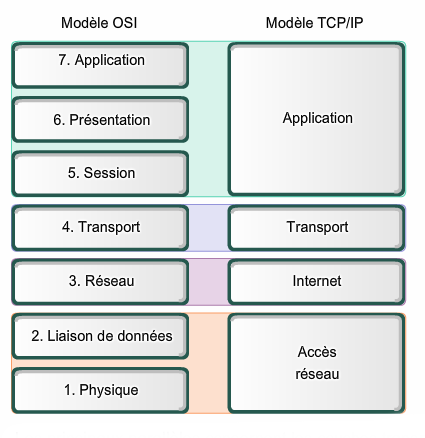 Modèle OSI
Modèle TCP/IP
7. Application
6. Présentation
5. Session
Application
4. Transport
Transport
3. Réseau
Internet
2. Liaison de données
1. Physique
Accès
réseau